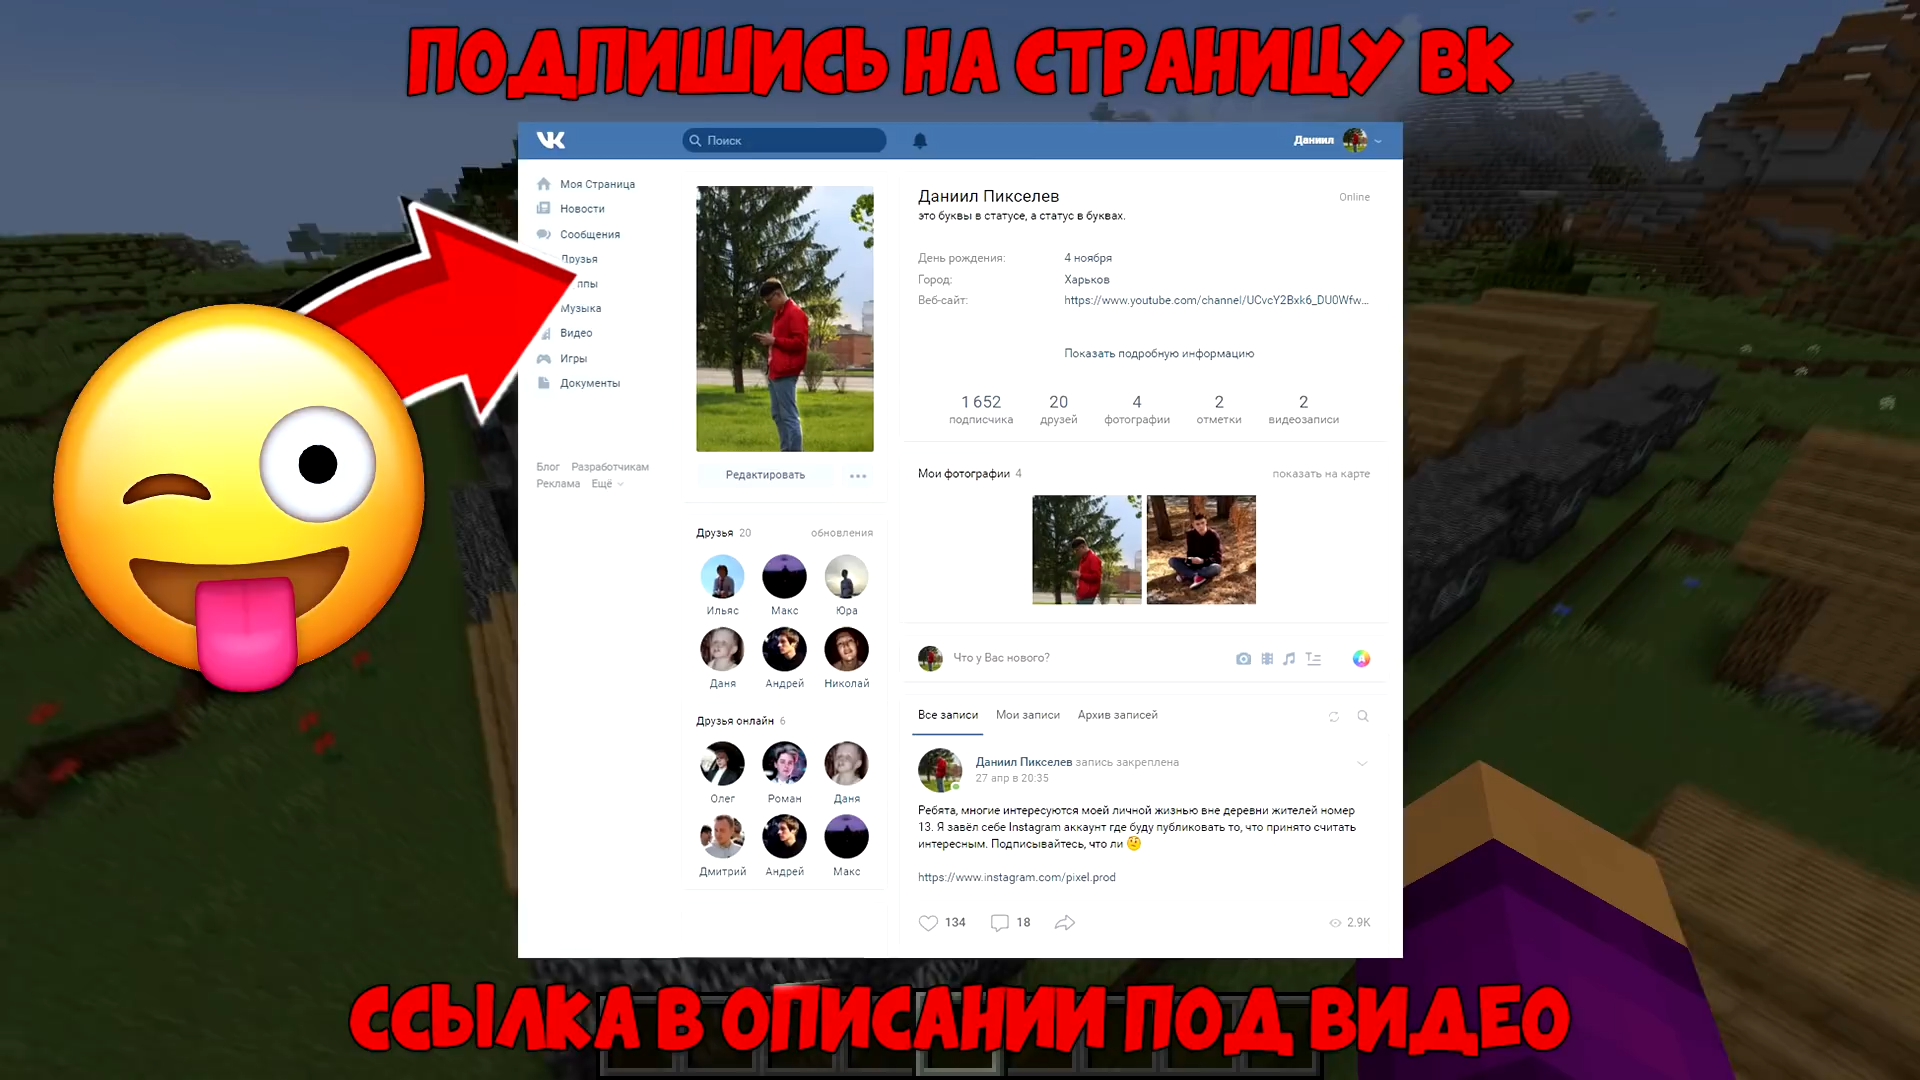 ПОДПИШИСЬ НА СТРАНИЦУ ВК
Поиск
Даниил
Моя Страница
Новости
Сообщения
Друзья
ппы
Музыка
Видео
Игры
Документы
Блог Разработчикам
Реклама Ещё
Редактировать
Друзья 20 обновления
Ильяс Макс Юра
Даня Андрей Николай
Друзья онлайн 6
Олег Роман Даня
Дмитрий Андрей Макс
Даниил Пикселев Online
это буквы в статусе, а статус в буквах.
День рождения: 4 ноября
Город: Харьков
Веб-сайт: https://www.youtube.com/channel/UCvcY2Bxk6_DU0Wfw...
Показать подробную информацию
1 652 20 4 2 2
подписчика друзей фотографии отметки видеозаписи
Мои фотографии 4 показать на карте
Что у Вас нового?
Все записи Мои записи Архив записей
Даниил Пикселев запись закреплена
27 апр в 20:35
Ребята, многие интересуются моей личной жизнью вне деревни жителей номер
13. Я завёл себе Instagram аккаунт где буду публиковать то, что принято считать
интересным. Подписывайтесь, что ли 🤔
https://www.instagram.com/pixel.prod
134 18 2.9K
ССЫЛКА В ОПИСАНИИ ПОД ВИДЕО